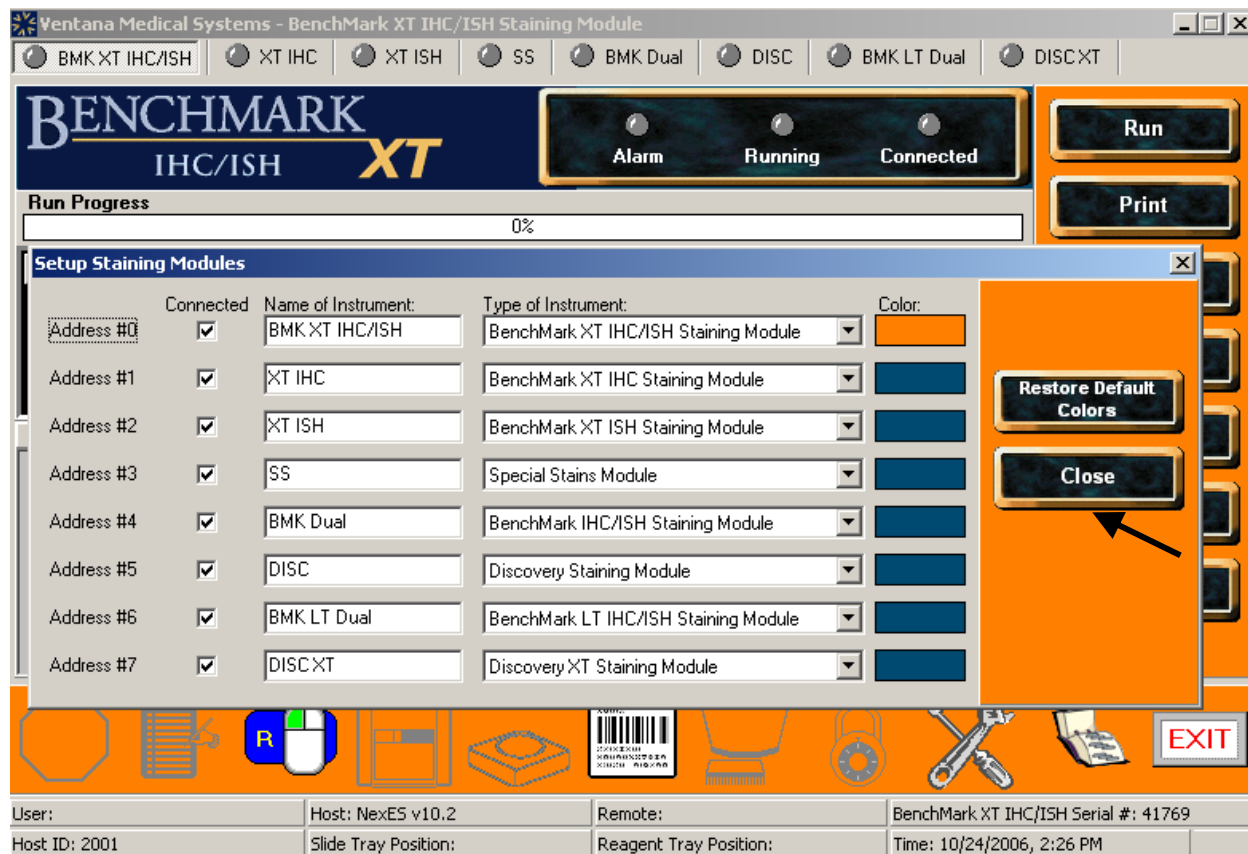 Ventana Medical Systems - BenchMark XT IHC/ISH Staining Module
BMK XT IHC/ISH XT IHC XT ISH SS BMK Dual DISC BMK LT Dual DISC XT
BENCHMARK
IHC/ISH XT
Alarm Running Connected
Run
Print
Run Progress
0%
Setup Staining Modules
Connected Name of Instrument: Type of Instrument: Color:
Address #0 BMK XT IHC/ISH BenchMark XT IHC/ISH Staining Module
Address #1 XT IHC BenchMark XT IHC Staining Module
Address #2 XT ISH BenchMark XT ISH Staining Module
Address #3 SS Special Stains Module
Address #4 BMK Dual BenchMark IHC/ISH Staining Module
Address #5 DISC Discovery Staining Module
Address #6 BMK LT Dual BenchMark LT IHC/ISH Staining Module
Address #7 DISC XT Discovery XT Staining Module
Restore Default
Colors
Close
R
EXIT
User: Host: NexES v10.2 Remote: BenchMark XT IHC/ISH Serial #: 41769
Host ID: 2001 Slide Tray Position: Reagent Tray Position: Time: 10/24/2006, 2:26 PM